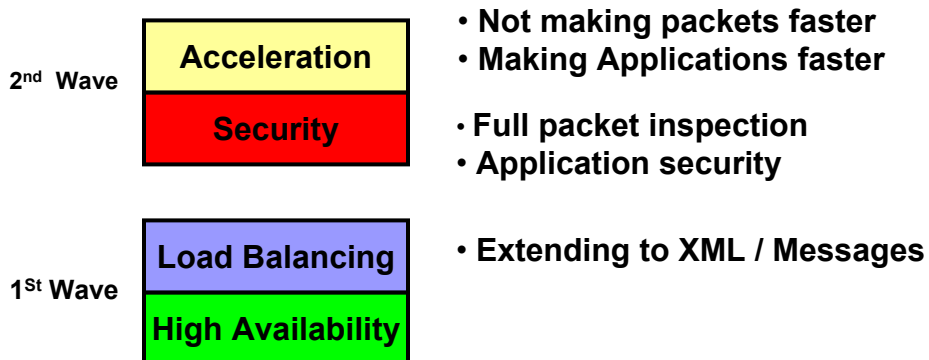 2nd Wave
Acceleration
• Not making packets faster
• Making Applications faster
Security
• Full packet inspection
• Application security
1St Wave
Load Balancing
• Extending to XML / Messages
High Availability